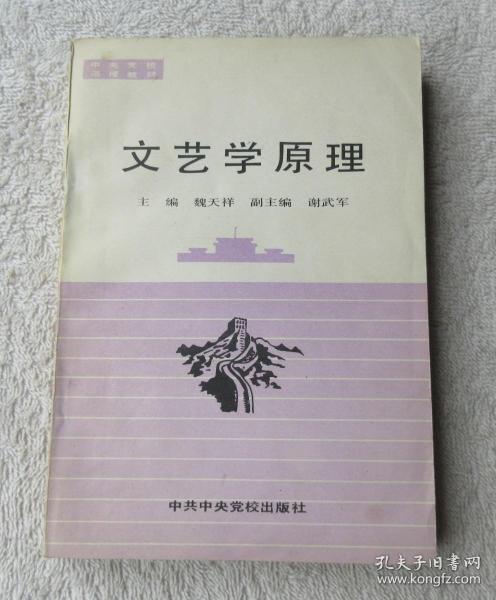 中央党校
函授教材
文艺学原理
主 编 魏天祥 副主编 谢武军
中共中央党校出版社
孔夫子旧书网
www.kongfz.com